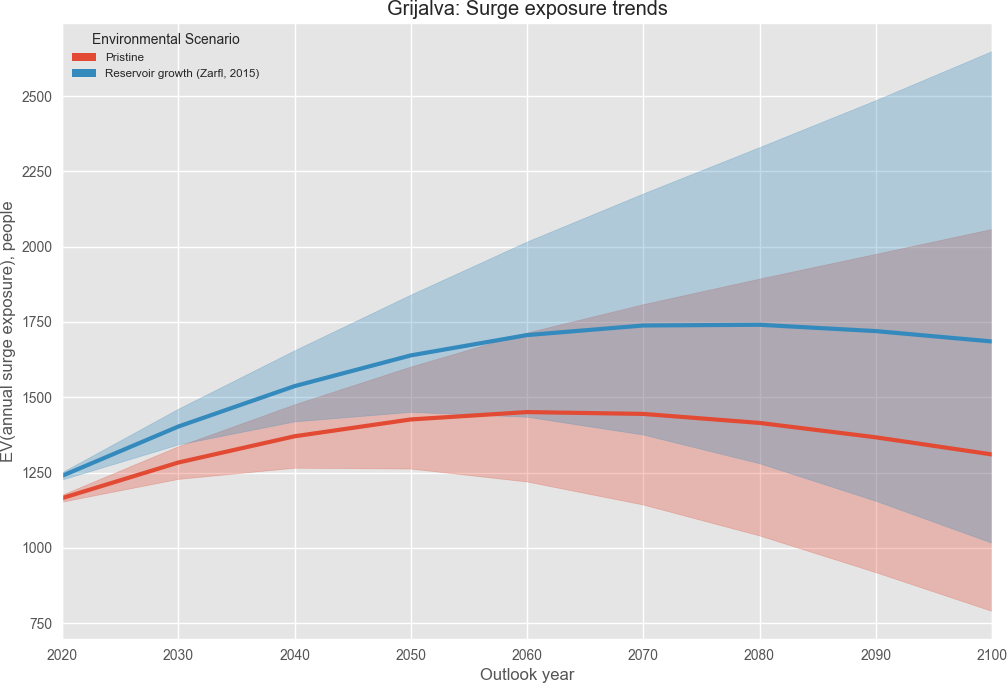 Grijalva: Surge exposure trends
Environmental Scenario
Pristine
Reservoir growth (Zarfl, 2015)
EV(annual surge exposure), people
2500
2250
2000
1750
1500
1250
1000
750
2020 2030 2040 2050 2060 2070 2080 2090 2100
Outlook year